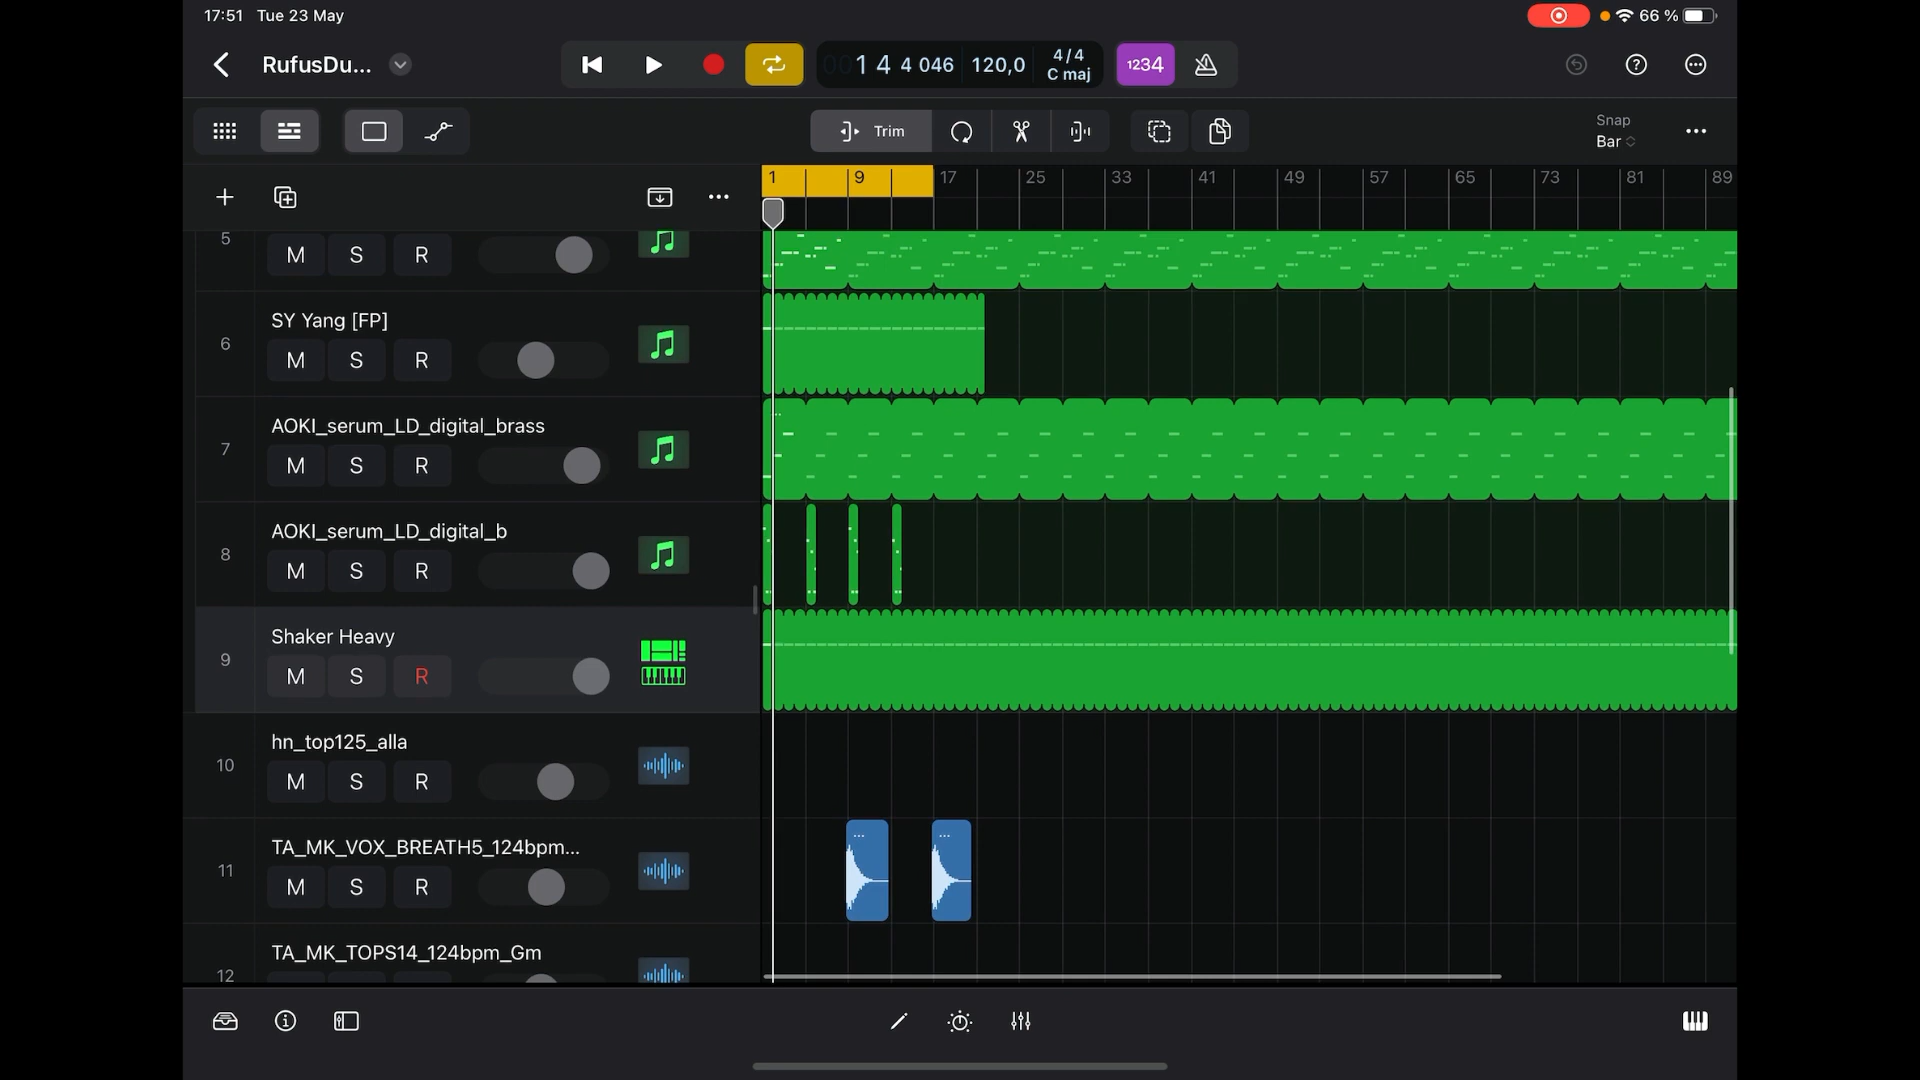 17:51 Tue 23 May
66 %
RufusDu...
001 4 4 046 120,0 4/4
C maj
1234
Trim
Snap
Bar
1 9 17 25 33 41 49 57 65 73 81 89
5 M S R
SY Yang [FP]
6 M S R
AOKI_serum_LD_digital_brass
7 M S R
AOKI_serum_LD_digital_b
8 M S R
Shaker Heavy
9 M S R
hn_top125_alla
10 M S R
TA_MK_VOX_BREATH5_124bpm...
11 M S R
TA_MK_TOPS14_124bpm_Gm
12